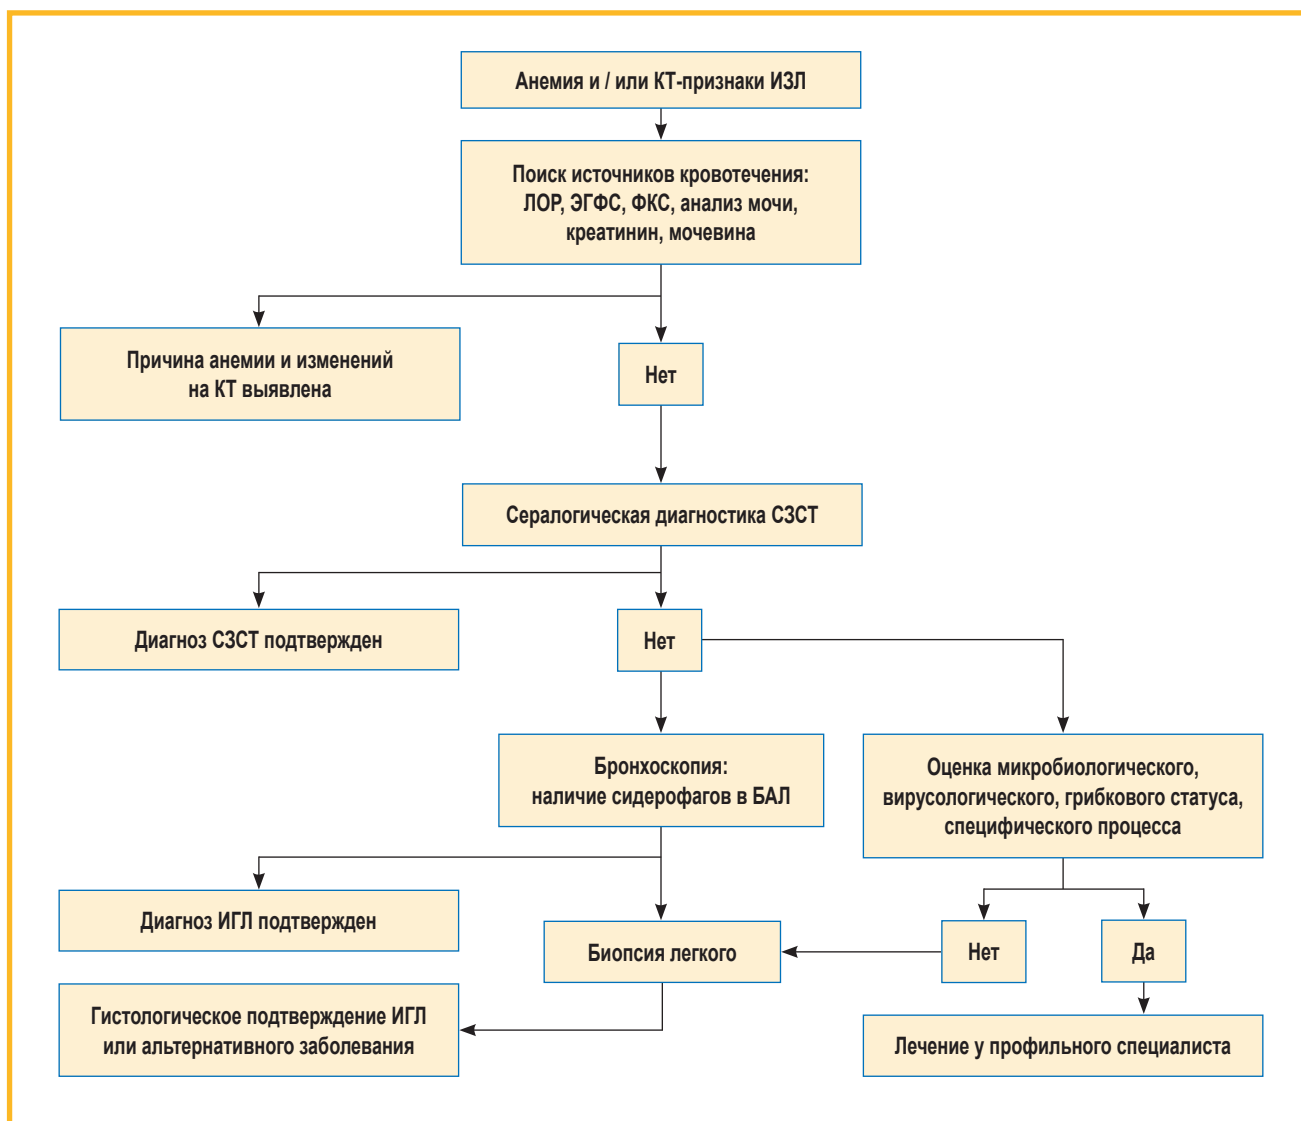 Анемия и / или КТ-признаки ИЗЛ
Поиск источников кровотечения:
ЛОР, ЭГФС, ФКС, анализ мочи,
креатинин, мочевина
Причина анемии и изменений
на КТ выявлена
Нет
Сералогическая диагностика СЗСТ
Диагноз СЗСТ подтвержден
Нет
Бронхоскопия:
наличие сидерофагов в БАЛ
Оценка микробиологического,
вирусологического, грибкового статуса,
специфического процесса
Диагноз ИГЛ подтвержден
Биопсия легкого
Нет
Да
Гистологическое подтверждение ИГЛ
или альтернативного заболевания
Лечение у профильного специалиста